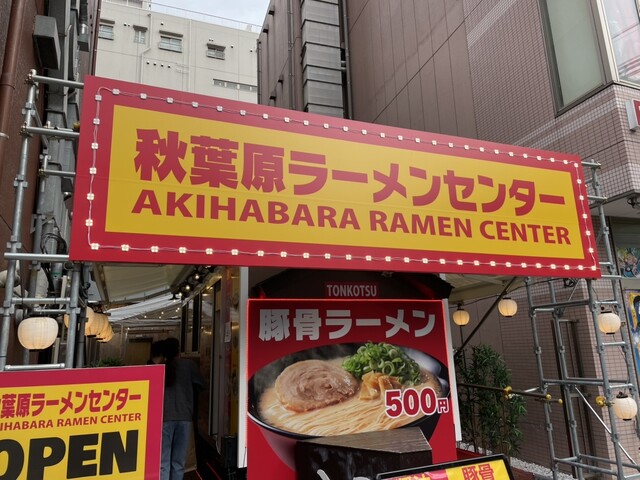 秋葉原ラーメンセンター
AKIHABARA RAMEN CENTER
TONKOTSU
豚骨ラーメン
500円
葉原ラーメンセンター
KIHABARA RAMEN CENTER
OPEN
豚骨